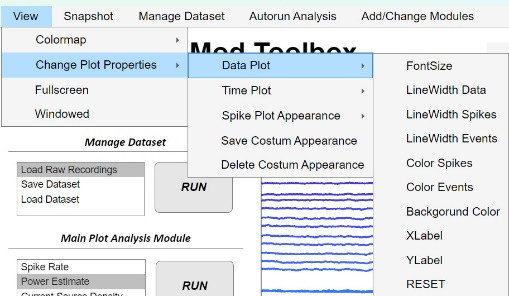 View Snapshot Manage Dataset Autorun Analysis Add/Change Modules
Colormap
Change Plot Properties
Fullscreen
Windowed
Mod Toolbox
Data Plot
Time Plot
Spike Plot Appearance
Save Costum Appearance
Delete Costum Appearance
FontSize
LineWidth Data
LineWidth Spikes
LineWidth Events
Color Spikes
Color Events
Backgorund Color
XLabel
YLabel
RESET
Manage Dataset
Load Raw Recordings
Save Dataset
Load Dataset
RUN
Main Plot Analysis Module
Spike Rate
Power Estimate
Current Source Density
RUN